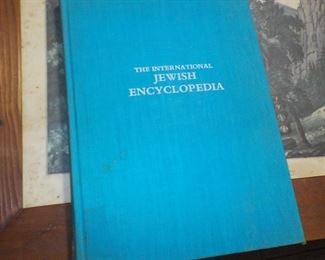 THE INTERNATIONAL
JEWISH
ENCYCLOPEDIA